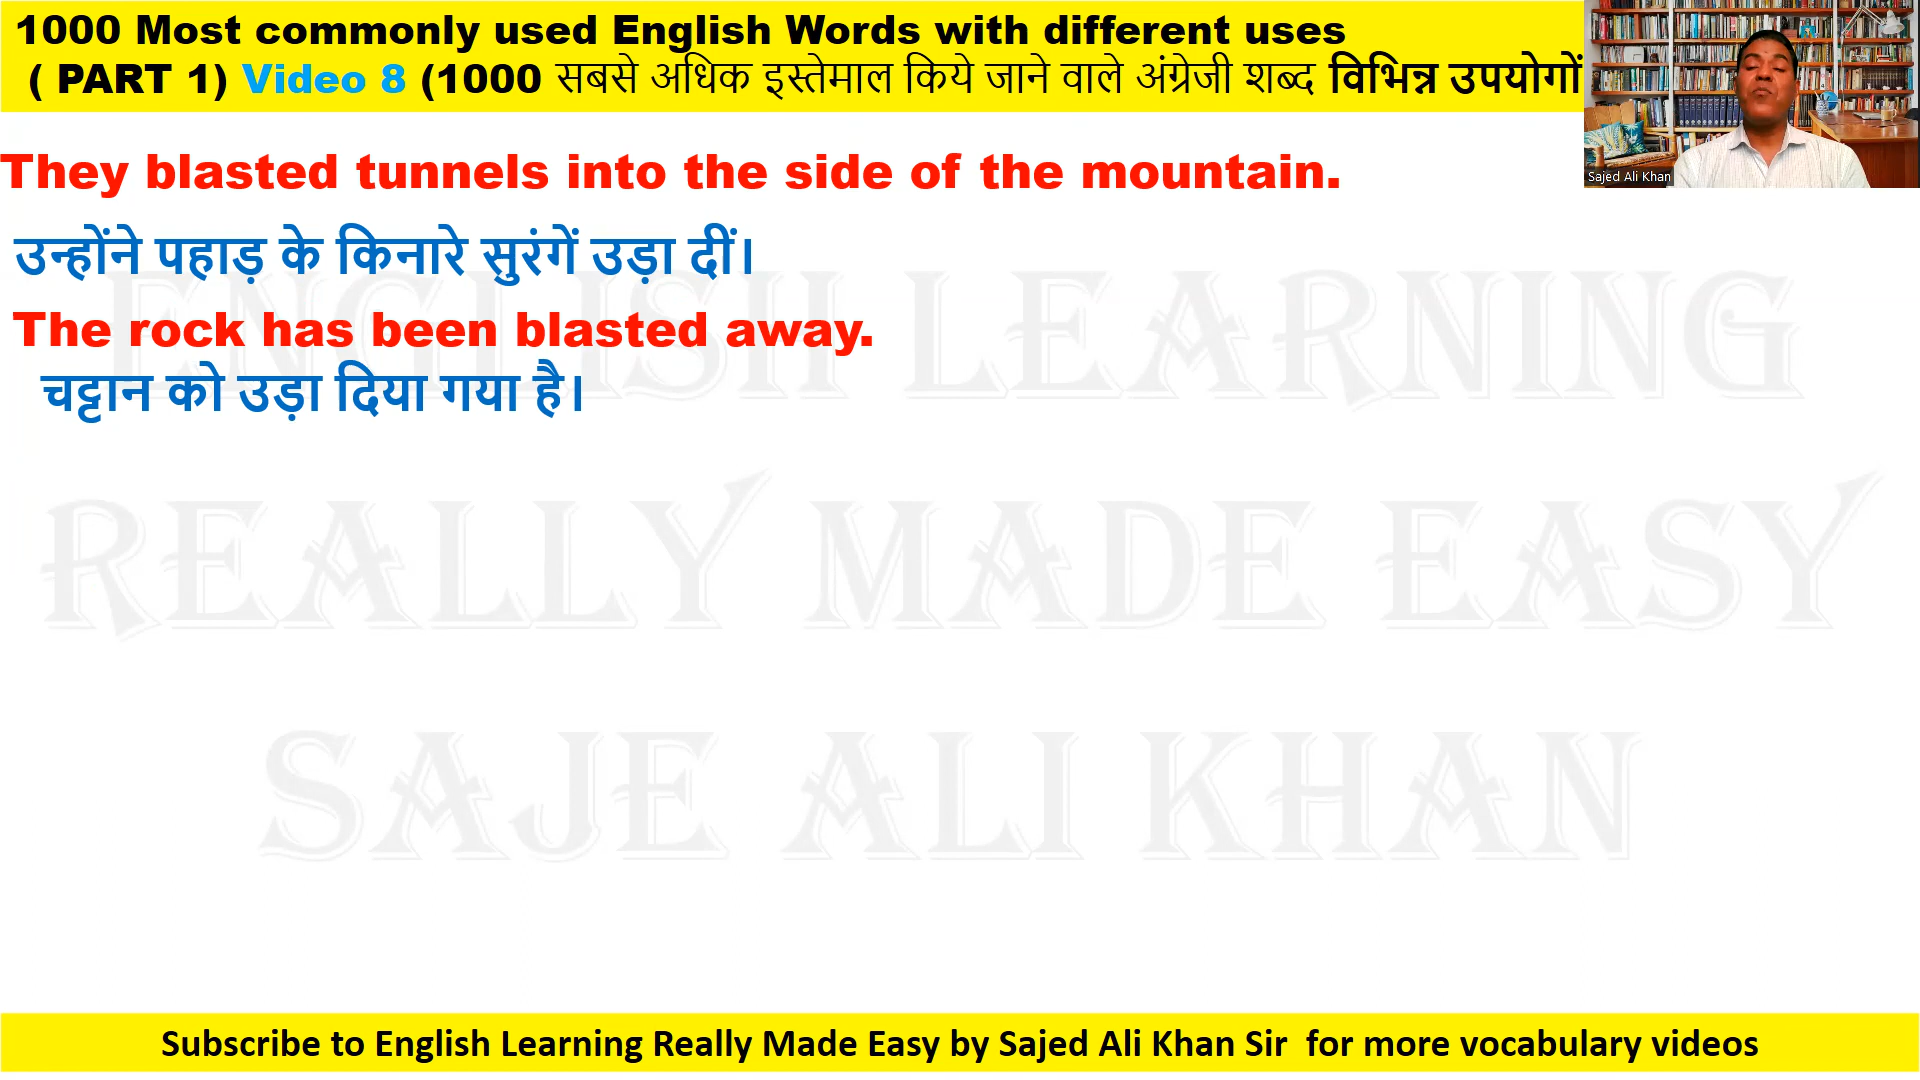 1000 Most commonly used English Words with different uses
( PART 1) Video 8 (1000 सबसे अधिक इस्तेमाल किये जाने वाले अंग्रेजी शब्द विभिन्न उपयोगों
Sajed Ali Khan
They blasted tunnels into the side of the mountain.
उन्होंने पहाड़ के किनारे सुरंगें उड़ा दीं।
The rock has been blasted away.
चट्टान को उड़ा दिया गया है।
ENGLISH LEARNING
REALLY MADE EASY
SAJE ALI KHAN
Subscribe to English Learning Really Made Easy by Sajed Ali Khan Sir for more vocabulary videos